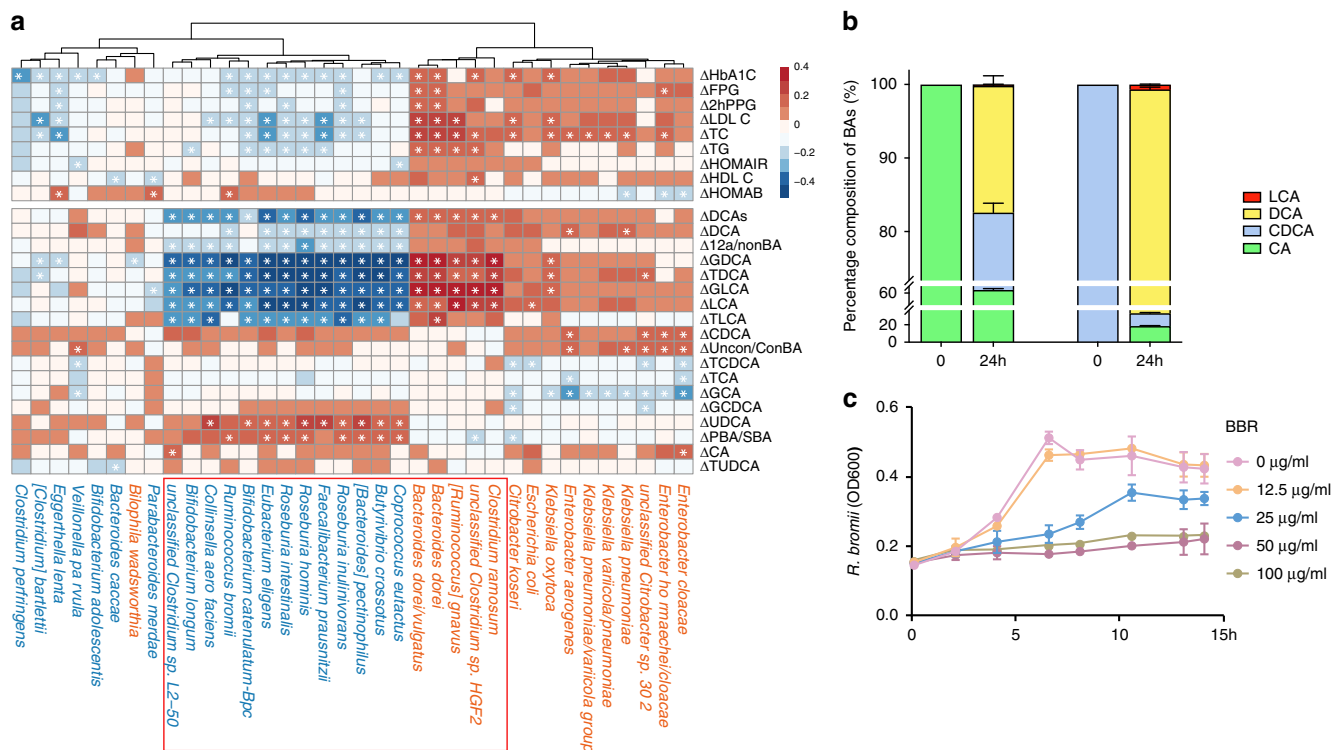 a
0.4
0.2
0
−0.2
−0.4
ΔHbA1C
ΔFPG
Δ2hPPG
ΔLDL C
ΔTC
ΔTG
ΔHOMAIR
ΔHDL C
ΔHOMAB
ΔDCAs
ΔDCA
Δ12a/nonBA
ΔGDCA
ΔTDCA
ΔGLCA
ΔLCA
ΔTLCA
ΔCDCA
ΔUncon/ConBA
ΔTCDCA
ΔTCA
ΔGCA
ΔGCDCA
ΔUDCA
ΔPBA/SBA
ΔCA
ΔTUDCA
Clostridium perfringens
[Clostridium] bartlettii
Eggerthella lenta
Veillonella pa rvula
Bifidobacterium adolescentis
Bacteroides caccae
Bilophila wadsworthia
Parabacteroides merdae
unclassified Clostridium sp. L2−50
Bifidobacterium longum
Collinsella aero faciens
Ruminococcus bromii
Bifidobacterium catenulatum-Bpc
Eubacterium eligens
Roseburia intestinalis
Roseburia hominis
Faecalibacterium prausnitzii
Roseburia inulinivorans
[Bacteroides] pectinophilus
Butyrivibrio crossotus
Coprococcus eutactus
Bacteroides dorei/vulgatus
Bacteroides dorei
[Ruminococcus] gnavus
unclassified Clostridium sp. HGF2
Clostridium ramosum
Citrobacter koseri
Escherichia coli
Klebsiella oxytoca
Enterobacter aerogenes
Klebsiella pneumoniae/variicola group
Klebsiella variicola/pneumoniae
Klebsiella pneumoniae
unclassified Citrobacter sp. 30 2
Enterobacter ho rmaechei/cloacae
Enterobacter cloacae
b
Percentage composition of BAs (%)
100
90
80
60
20
0
0
24h
0
24h
LCA
DCA
CDCA
CA
c
R. bromii (OD600)
0.6
0.4
0.2
0.0
0
5
10
15h
BBR
0 μg/ml
12.5 μg/ml
25 μg/ml
50 μg/ml
100 μg/ml